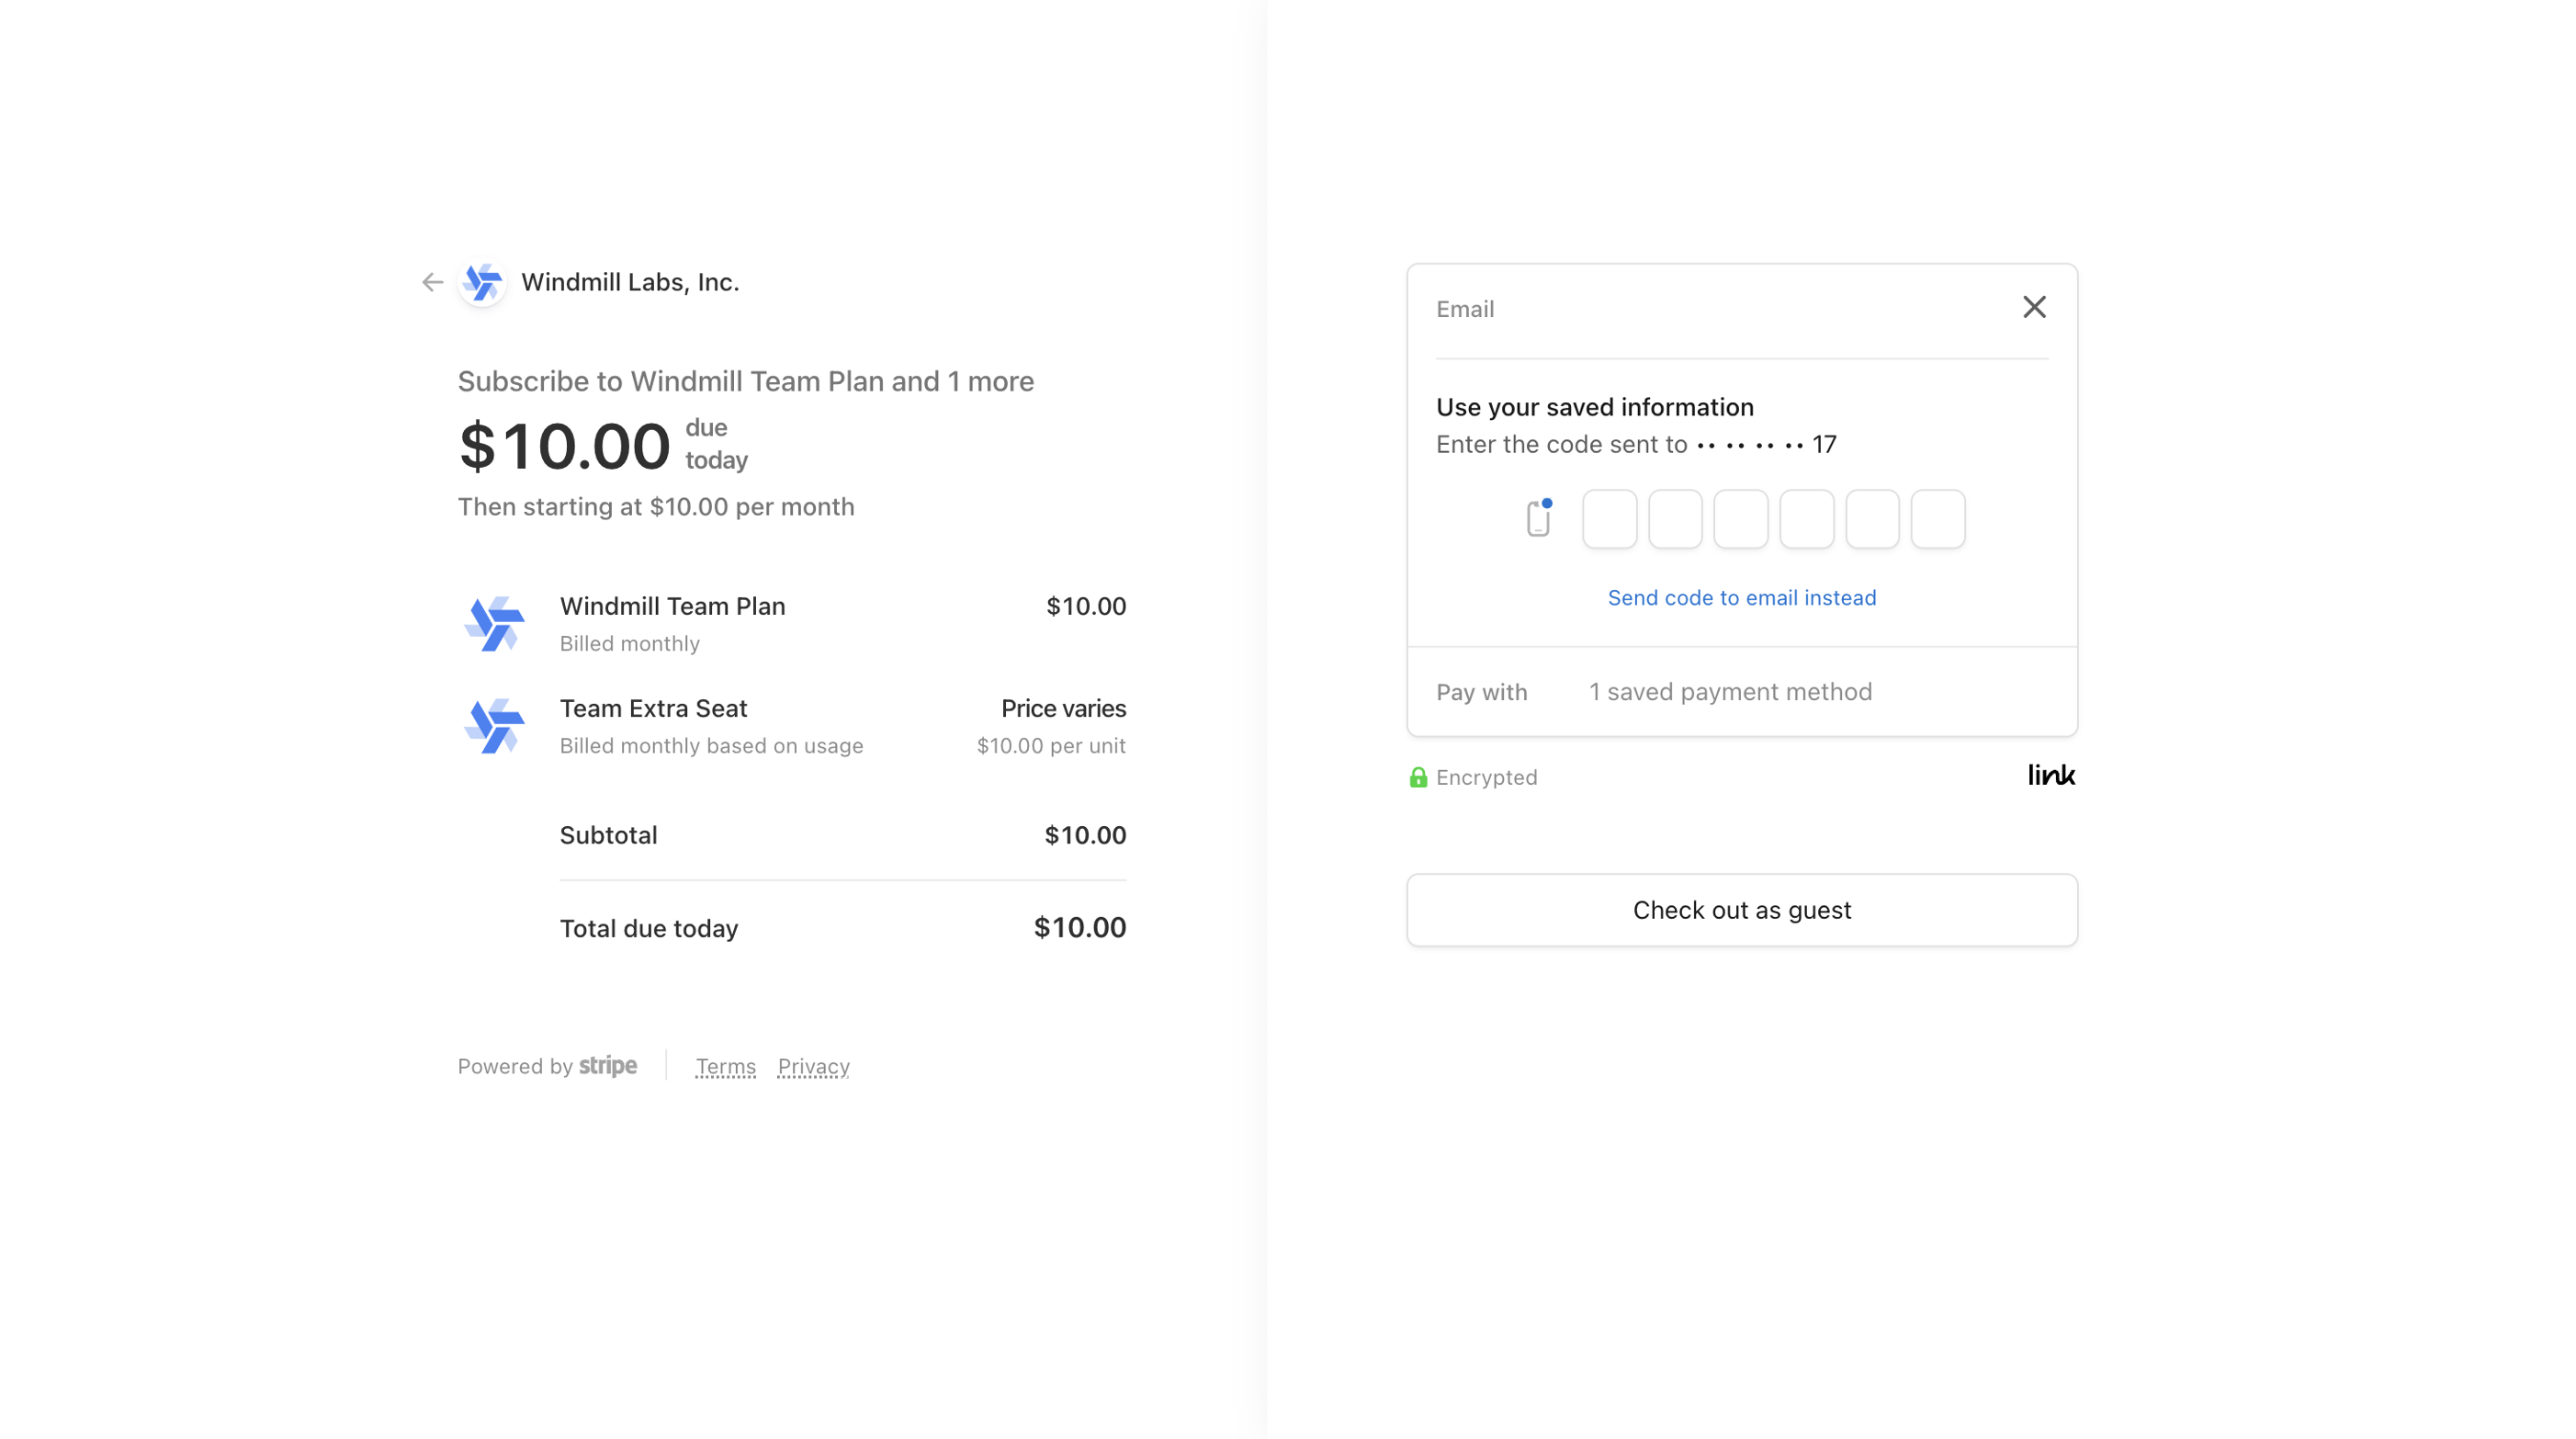 Windmill Labs, Inc.
Subscribe to Windmill Team Plan and 1 more
$10.00 due today
Then starting at $10.00 per month
Windmill Team Plan $10.00
Billed monthly
Team Extra Seat Price varies
Billed monthly based on usage $10.00 per unit
Subtotal $10.00
Total due today $10.00
Powered by stripe Terms Privacy
Email
Use your saved information
Enter the code sent to •• •• •• •• 17
Send code to email instead
Pay with 1 saved payment method
Encrypted link
Check out as guest